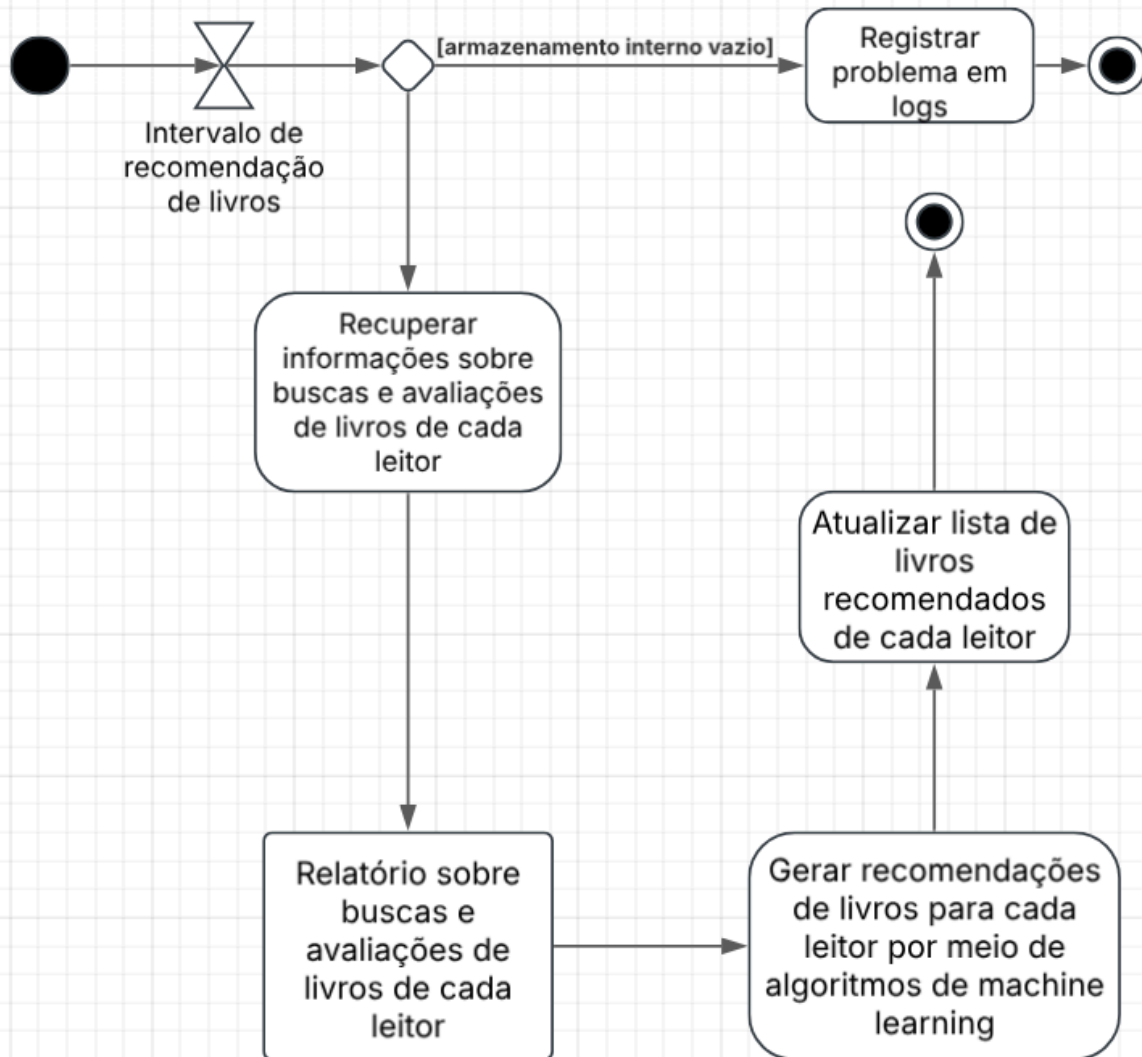 [armazenamento interno vazio]
Registrar
problema em
logs
Intervalo de
recomendação
de livros
Recuperar
informações sobre
buscas e avaliações
de livros de cada
leitor
Atualizar lista de
livros
recomendados
de cada leitor
Relatório sobre
buscas e
avaliações de
livros de cada
leitor
Gerar recomendações
de livros para cada
leitor por meio de
algoritmos de machine
learning